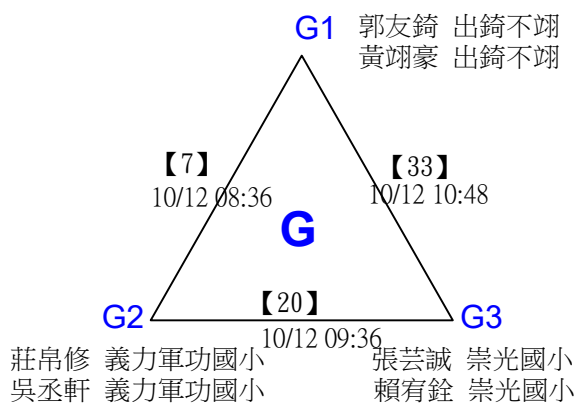 G1
郭友錡 出錡不翊
黃翊豪 出錡不翊
【7】
10/12 08:36
【33】
10/12 10:48
G
【20】
10/12 09:36
G2
G3
莊帛修 義力軍功國小
吳丞軒 義力軍功國小
張芸誠 崇光國小
賴宥銓 崇光國小